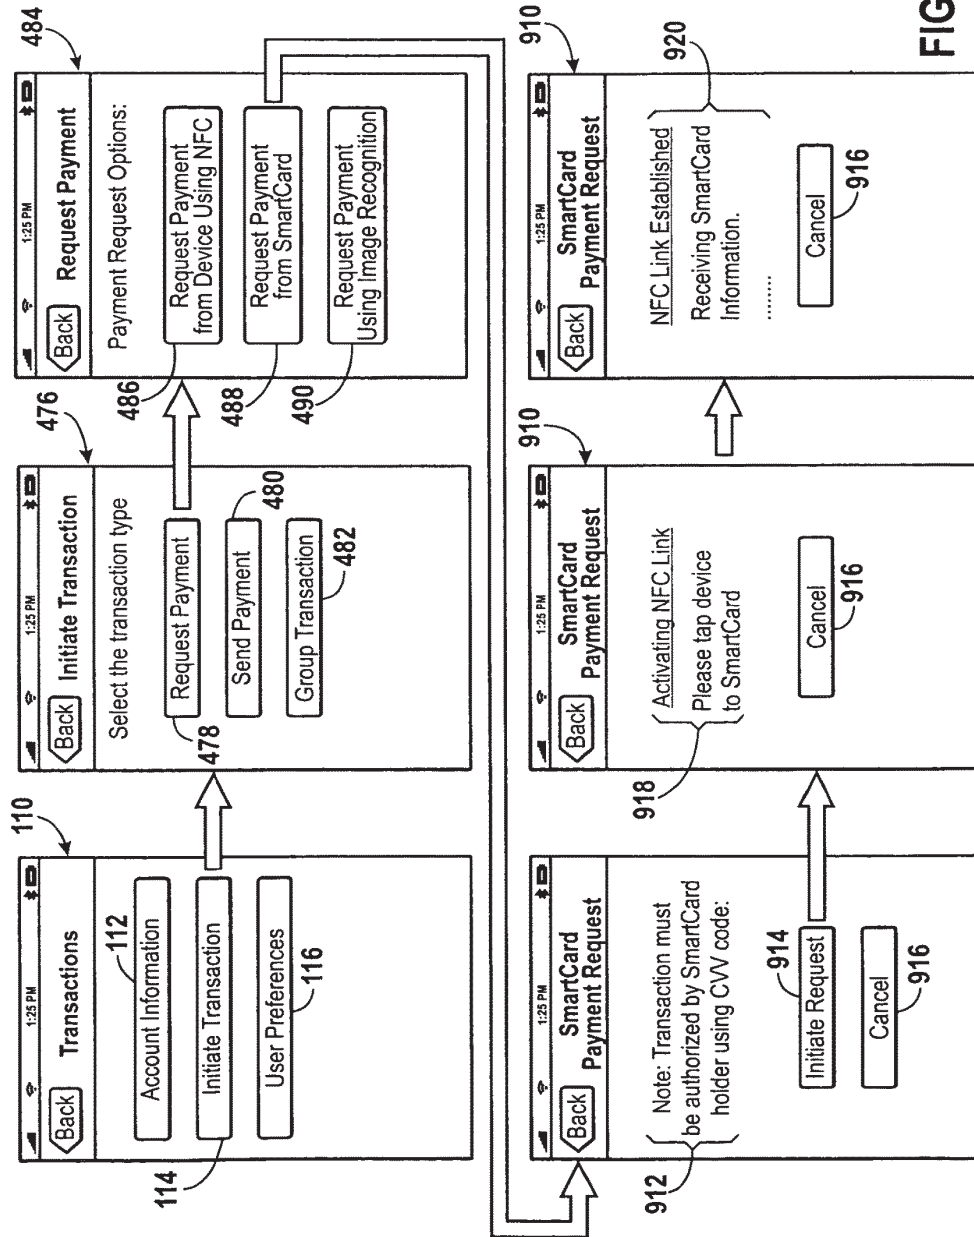 110
1:25 PM
Back
Transactions
Account Information
112
Initiate Transaction
114
User Preferences
116
476
1:25 PM
Back
Initiate Transaction
Select the transaction type
Request Payment
478
Send Payment
480
Group Transaction
482
484
1:25 PM
Back
Request Payment
Payment Request Options:
Request Payment
from Device Using NFC
486
Request Payment
from SmartCard
488
Request Payment
Using Image Recognition
490
1:25 PM
Back
SmartCard
Payment Request
Note: Transaction must
be authorized by SmartCard
holder using CVV code:
912
Initiate Request
914
Cancel
916
910
1:25 PM
Back
SmartCard
Payment Request
Activating NFC Link
Please tap device
to SmartCard
918
Cancel
916
910
1:25 PM
Back
SmartCard
Payment Request
NFC Link Established
Receiving SmartCard
Information.
........
920
Cancel
916
FIG